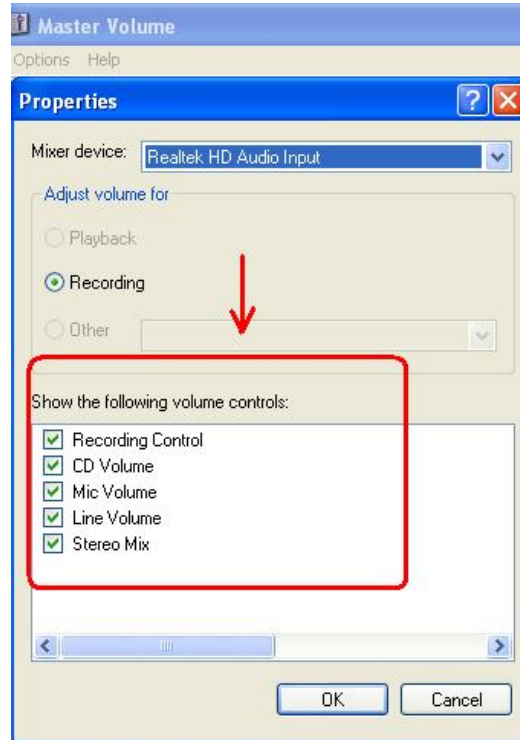 Master Volume
Options Help
Properties
Mixer device: Realtek HD Audio Input
Adjust volume for
Playback
Recording
Other
Show the following volume controls:
Recording Control
CD Volume
Mic Volume
Line Volume
Stereo Mix
OK Cancel